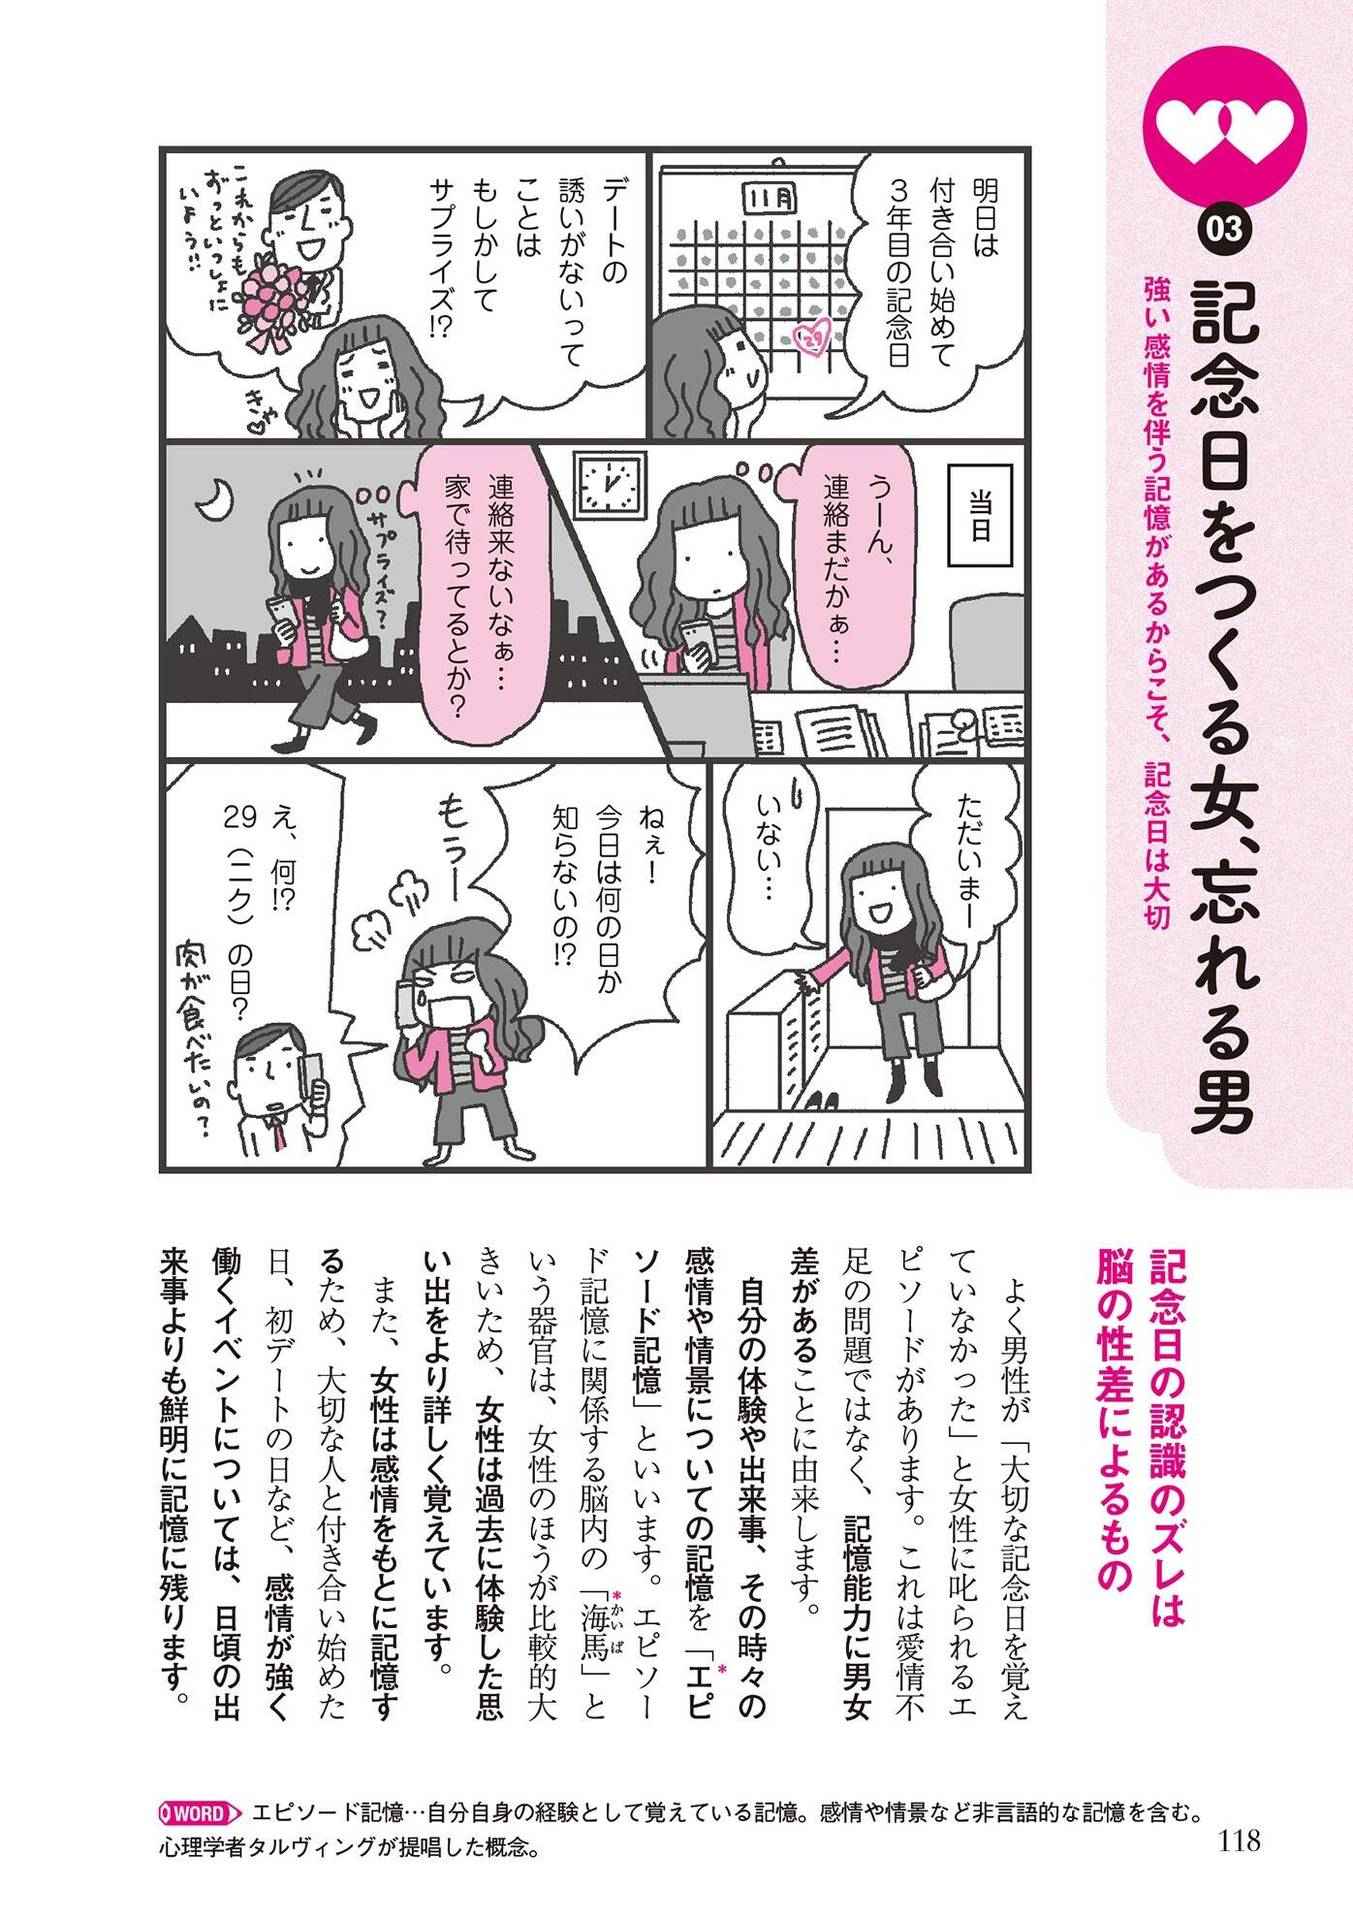 03
記念日をつくる女、忘れる男
強い感情を伴う記憶があるからこそ、記念日は大切
明日は
付き合い始めて
3年目の記念日
11月
29
デートの
誘いがないって
ことは
もしかして
サプライズ!?
これからも
ずっといっしょに
いよう!!
きゃ♡
当日
うーん、
連絡まだかぁ…
連絡来ないなぁ…
家で待ってるとか?
サプライズ?
ただいまー
いない…
ねぇ!
今日は何の日か
知らないの!?
もうー
え、何!?
29(ニク)の日?
肉が食べたいの?
記念日の認識のズレは
脳の性差によるもの
よく男性が「大切な記念日を覚え
ていなかった」と女性に叱られるエ
ピソードがあります。これは愛情不
足の問題ではなく、記憶能力に男女
差があることに由来します。
自分の体験や出来事、その時々の
感情や情景についての記憶を「エピ*
ソード記憶」といいます。エピソー
ド記憶に関係する脳内の「海馬*かいば」と
いう器官は、女性のほうが比較的大
きいため、女性は過去に体験した思
い出をより詳しく覚えています。
また、女性は感情をもとに記憶す
るため、大切な人と付き合い始めた
日、初デートの日など、感情が強く
働くイベントについては、日頃の出
来事よりも鮮明に記憶に残ります。
WORD エピソード記憶…自分自身の経験として覚えている記憶。感情や情景など非言語的な記憶を含む。
心理学者タルヴィングが提唱した概念。
118